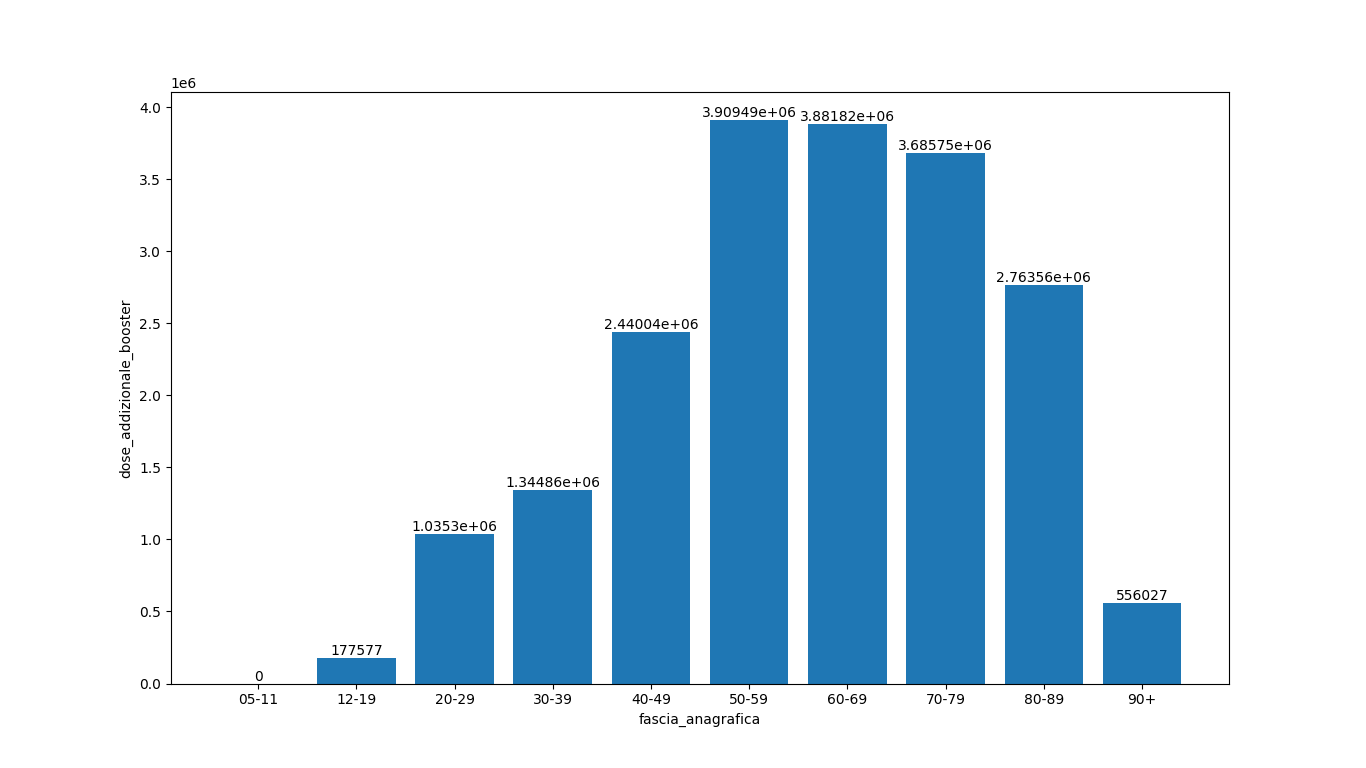 1e6
4.0
3.5
3.0
2.5
2.0
1.5
1.0
0.5
0.0
dose_addizionale_booster
0
177577
1.0353e+06
1.34486e+06
2.44004e+06
3.90949e+06
3.88182e+06
3.68575e+06
2.76356e+06
556027
05-11 12-19 20-29 30-39 40-49 50-59 60-69 70-79 80-89 90+
fascia_anagrafica